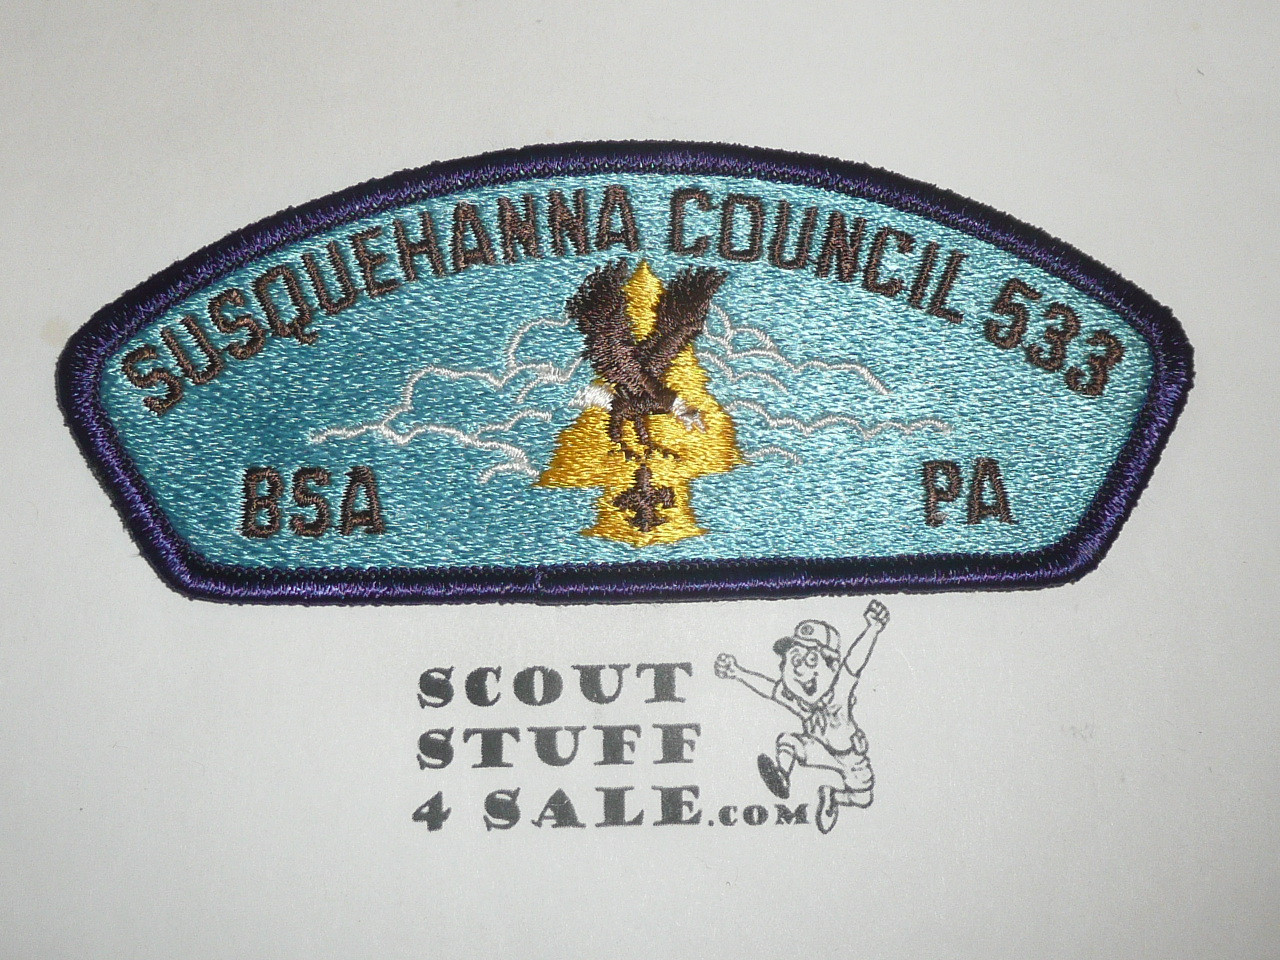 SUSQUEHANNA COUNCIL 533
BSA PA
SCOUT
STUFF
4 SALE.COM